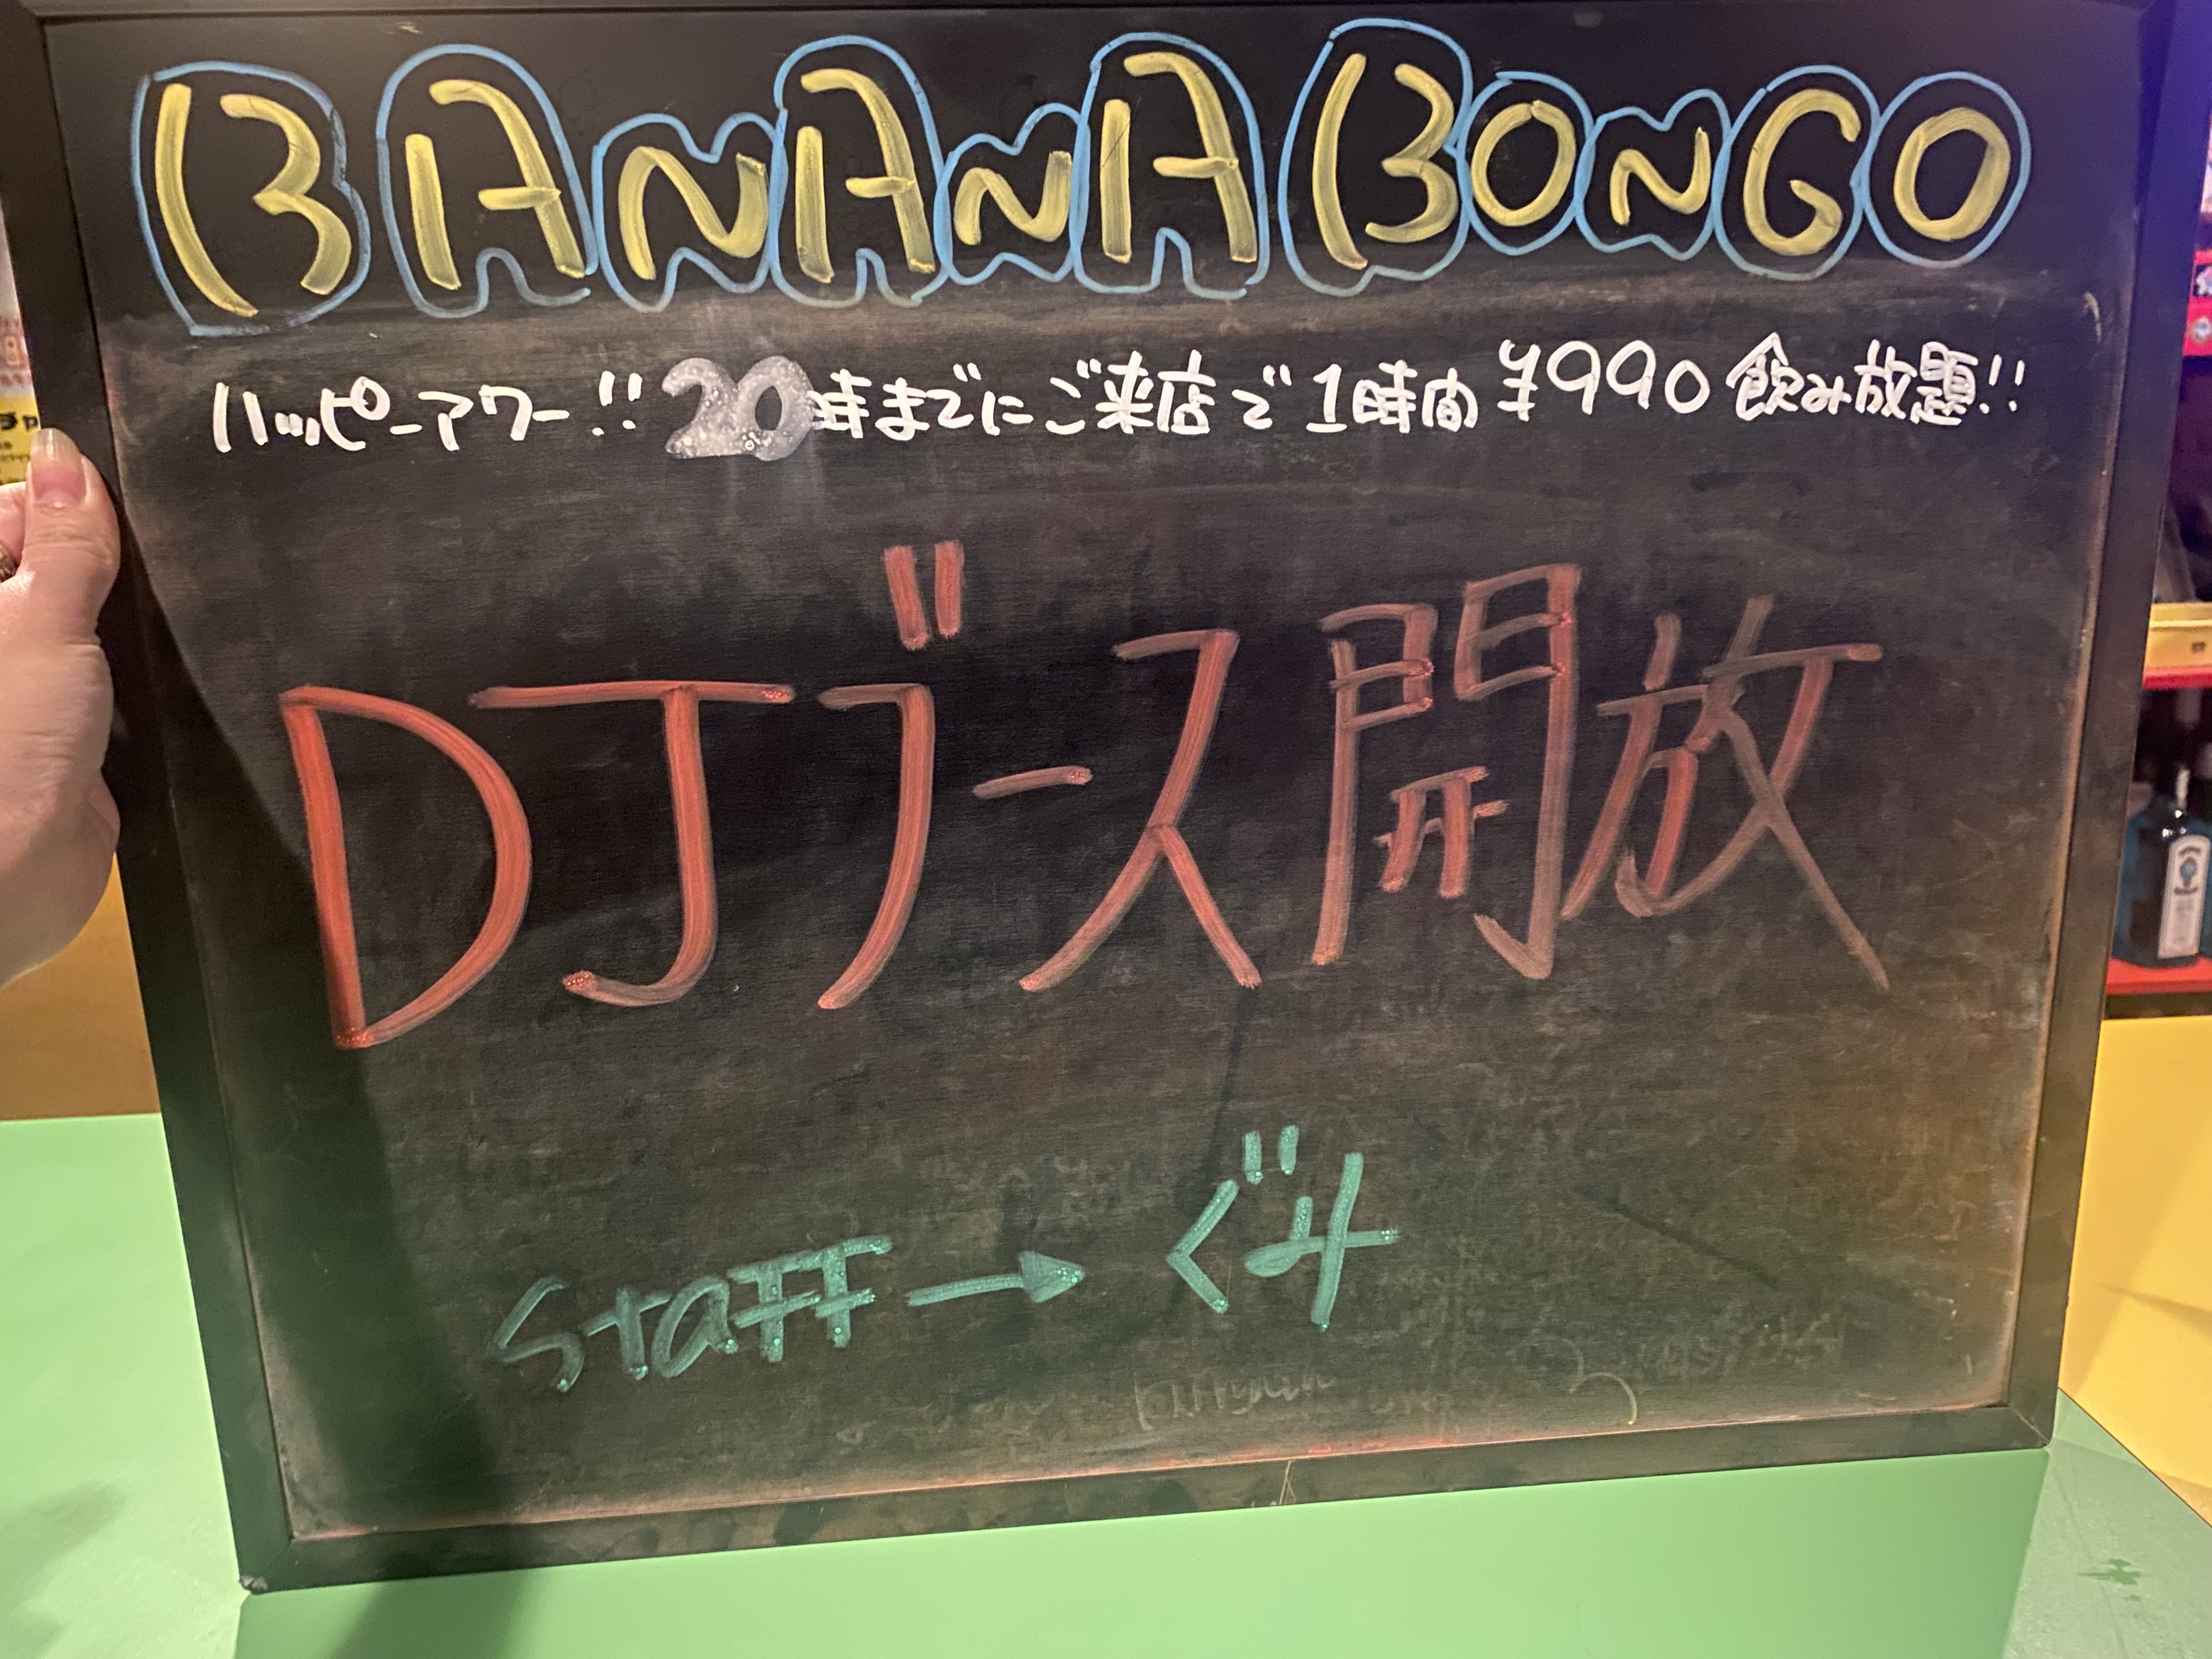 BANANA BONGO
ハッピーアワー!! 20時までにご来店で1時間¥990飲み放題!!
DJブース開放
Staff→ぐみ